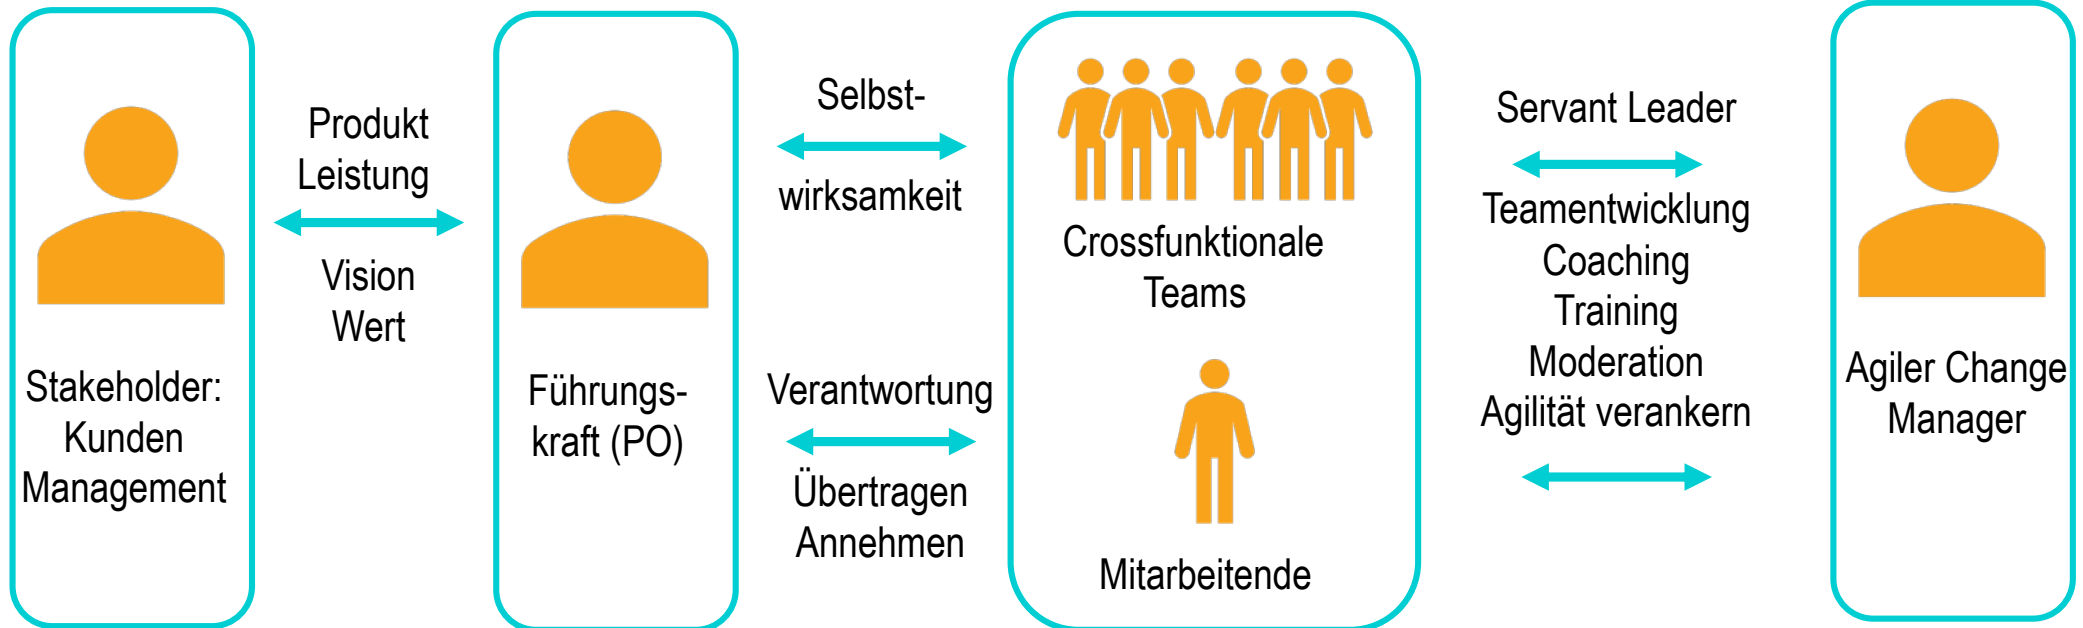 Stakeholder:
Kunden
Management
Produkt
Leistung
Vision
Wert
Führungs-
kraft (PO)
Selbst-
wirksamkeit
Verantwortung
Übertragen
Annehmen
Crossfunktionale
Teams
Mitarbeitende
Servant Leader
Teamentwicklung
Coaching
Training
Moderation
Agilität verankern
Agiler Change
Manager